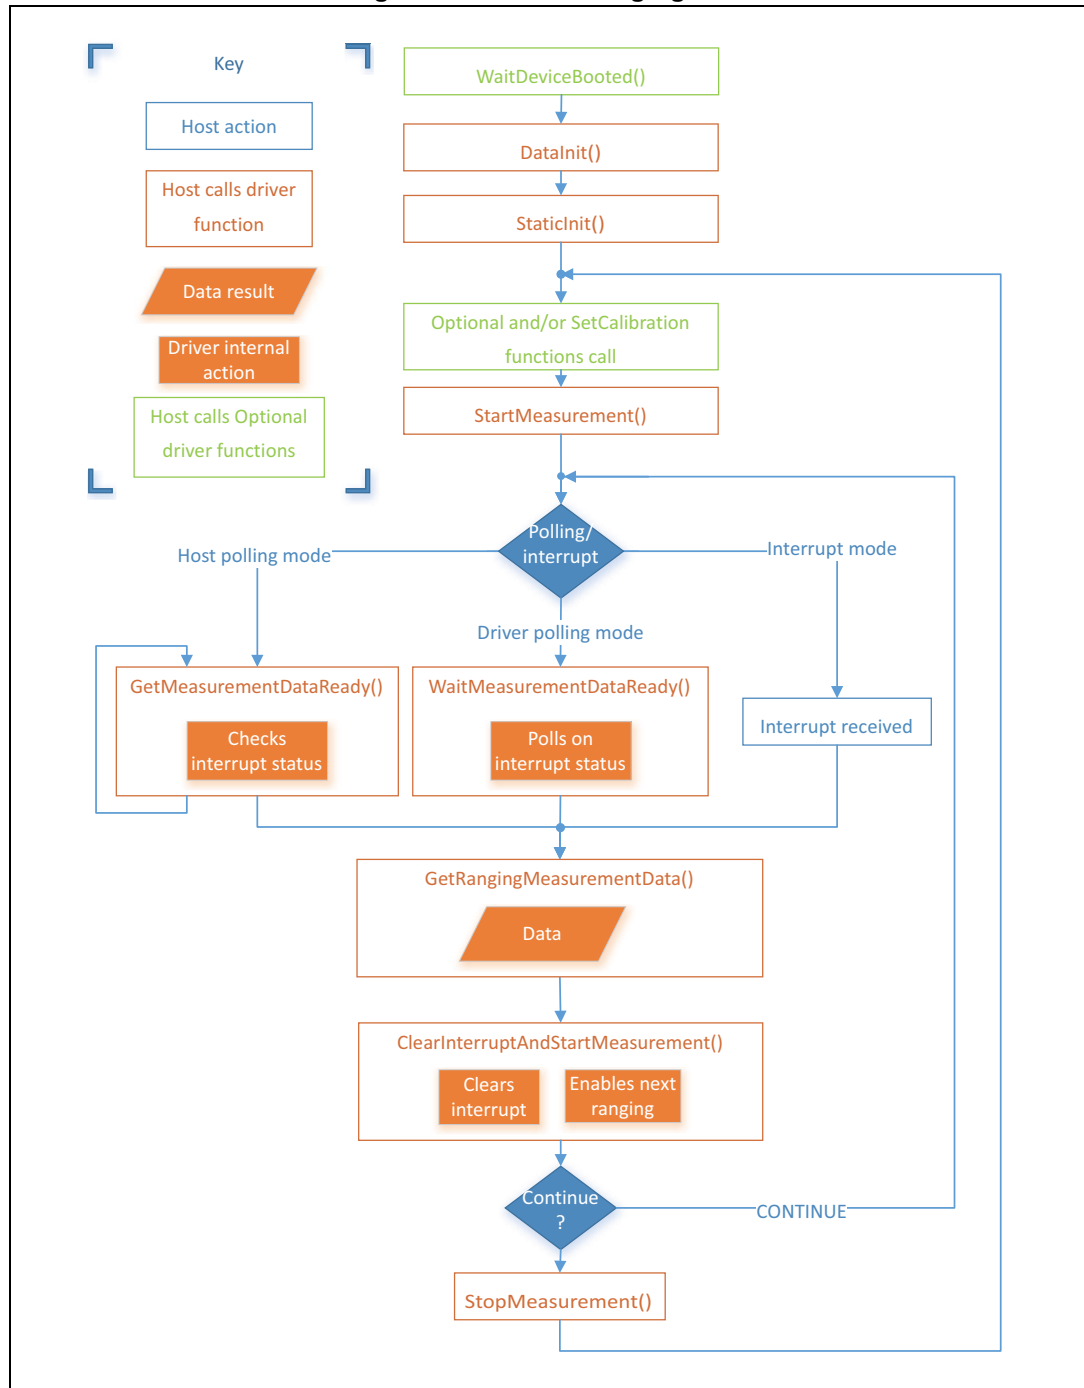 Key
Host action
Host calls driver
function
Data result
Driver internal
action
Host calls Optional
driver functions
WaitDeviceBooted()
DataInit()
StaticInit()
Optional and/or SetCalibration
functions call
StartMeasurement()
Polling/
interrupt
Host polling mode
Interrupt mode
Driver polling mode
GetMeasurementDataReady()
Checks
interrupt status
WaitMeasurementDataReady()
Polls on
interrupt status
Interrupt received
GetRangingMeasurementData()
Data
ClearInterruptAndStartMeasurement()
Clears
interrupt
Enables next
ranging
Continue
?
CONTINUE
StopMeasurement()